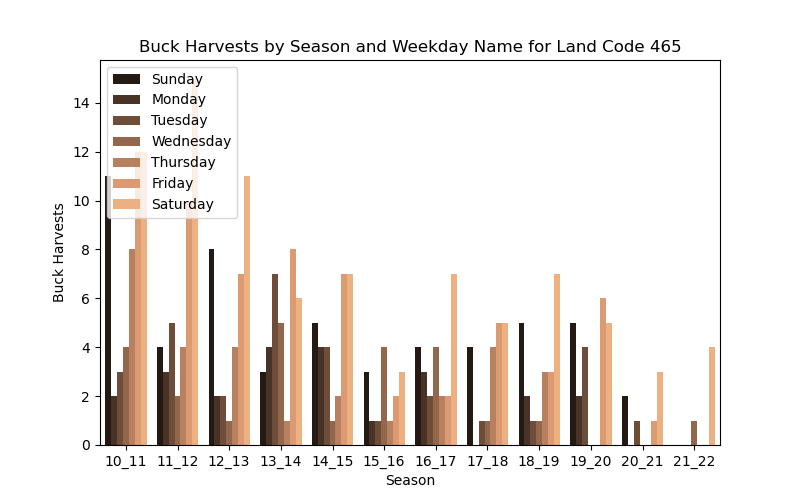 Buck Harvests by Season and Weekday Name for Land Code 465
Sunday
Monday
Tuesday
Wednesday
Thursday
Friday
Saturday
Buck Harvests
14
12
10
8
6
4
2
0
10_11 11_12 12_13 13_14 14_15 15_16 16_17 17_18 18_19 19_20 20_21 21_22
Season